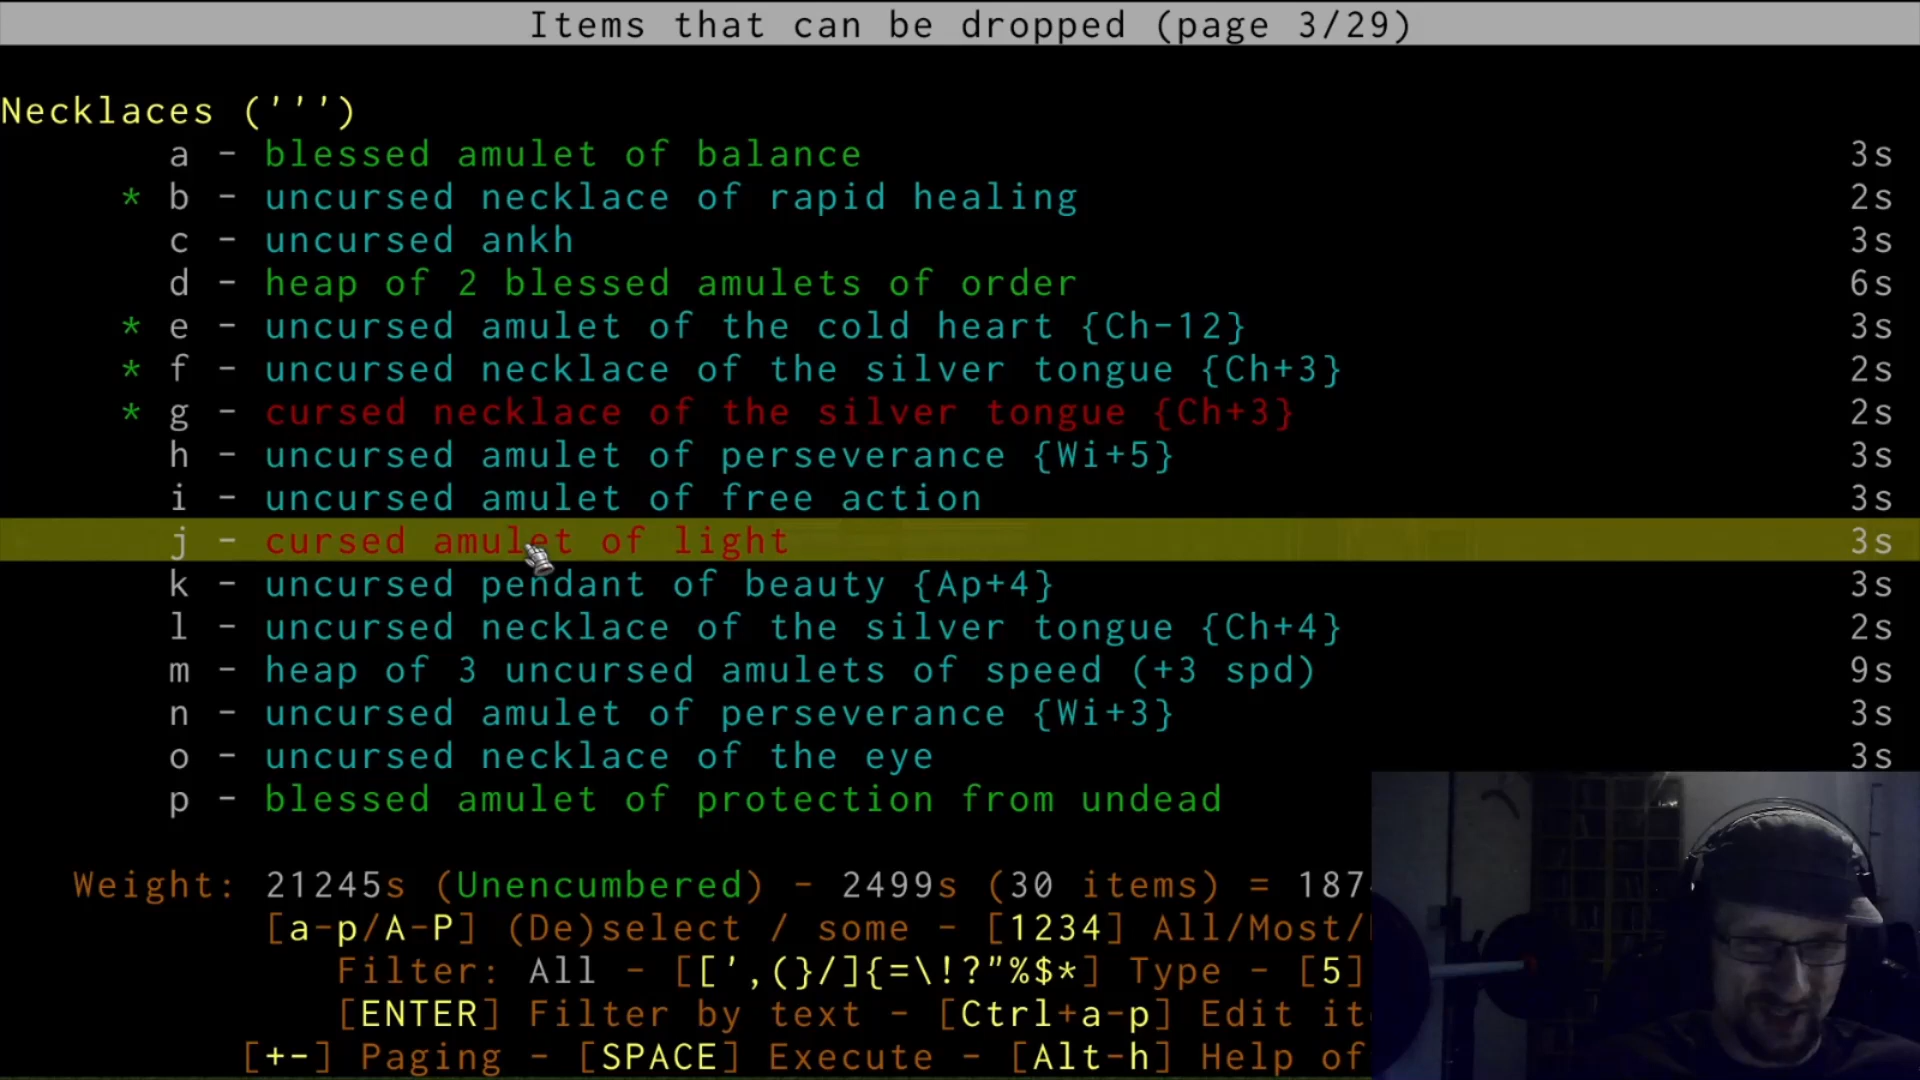 Items that can be dropped (page 3/29)
Necklaces (''')
a - blessed amulet of balance 3s
* b - uncursed necklace of rapid healing 2s
c - uncursed ankh 3s
d - heap of 2 blessed amulets of order 6s
* e - uncursed amulet of the cold heart {Ch-12} 3s
* f - uncursed necklace of the silver tongue {Ch+3} 2s
* g - cursed necklace of the silver tongue {Ch+3} 2s
h - uncursed amulet of perseverance {Wi+5} 3s
i - uncursed amulet of free action 3s
j - cursed amulet of light 3s
k - uncursed pendant of beauty {Ap+4} 3s
l - uncursed necklace of the silver tongue {Ch+4} 2s
m - heap of 3 uncursed amulets of speed (+3 spd) 9s
n - uncursed amulet of perseverance {Wi+3} 3s
o - uncursed necklace of the eye 3s
p - blessed amulet of protection from undead
Weight: 21245s (Unencumbered) - 2499s (30 items) = 187
[a-p/A-P] (De)select / some - [1234] All/Most/
Filter: All - [[',(}/]{=\!?"%$*] Type - [5]
[ENTER] Filter by text - [Ctrl+a-p] Edit it
[+-] Paging - [SPACE] Execute - [Alt-h] Help of